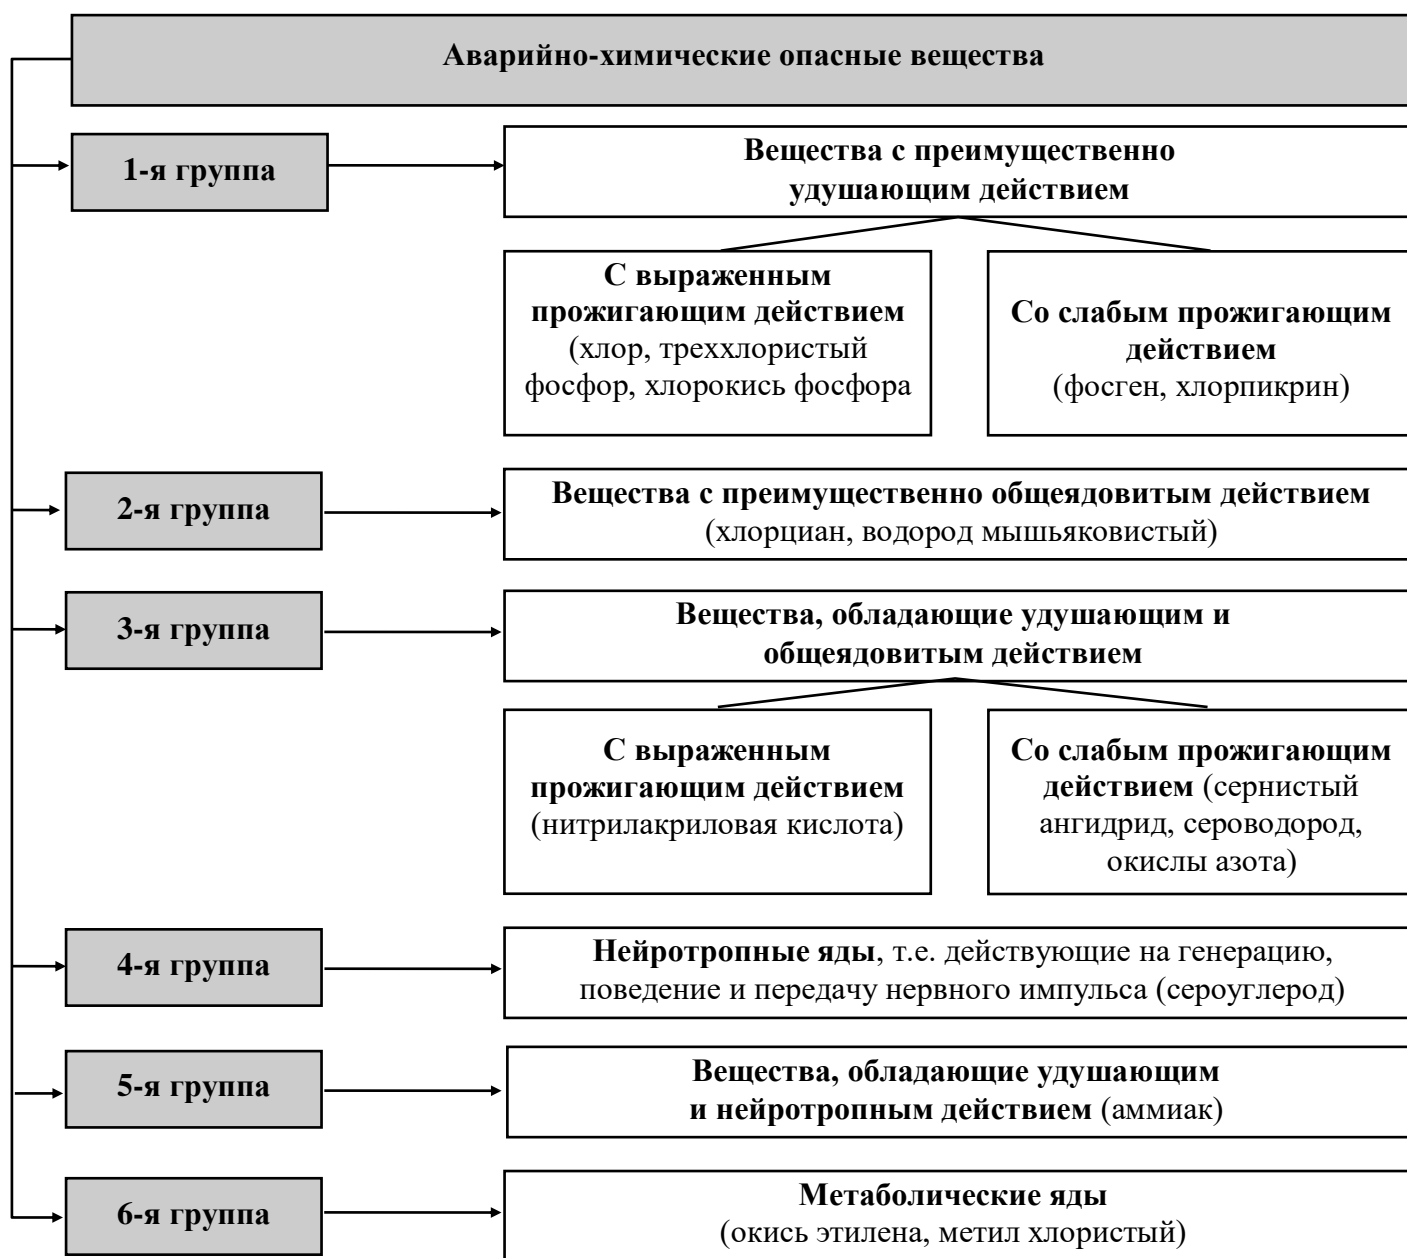 Аварийно-химические опасные вещества
1-я группа
Вещества с преимущественно
удушающим действием
С выраженным
прожигающим действием
(хлор, треххлористый
фосфор, хлорокись фосфора
Со слабым прожигающим
действием
(фосген, хлорпикрин)
2-я группа
Вещества с преимущественно общеядовитым действием
(хлорциан, водород мышьяковистый)
3-я группа
Вещества, обладающие удушающим и
общеядовитым действием
С выраженным
прожигающим действием
(нитрилакриловая кислота)
Со слабым прожигающим
действием (сернистый
ангидрид, сероводород,
окислы азота)
4-я группа
Нейротропные яды, т.е. действующие на генерацию,
поведение и передачу нервного импульса (сероуглерод)
5-я группа
Вещества, обладающие удушающим
и нейротропным действием (аммиак)
6-я группа
Метаболические яды
(окись этилена, метил хлористый)